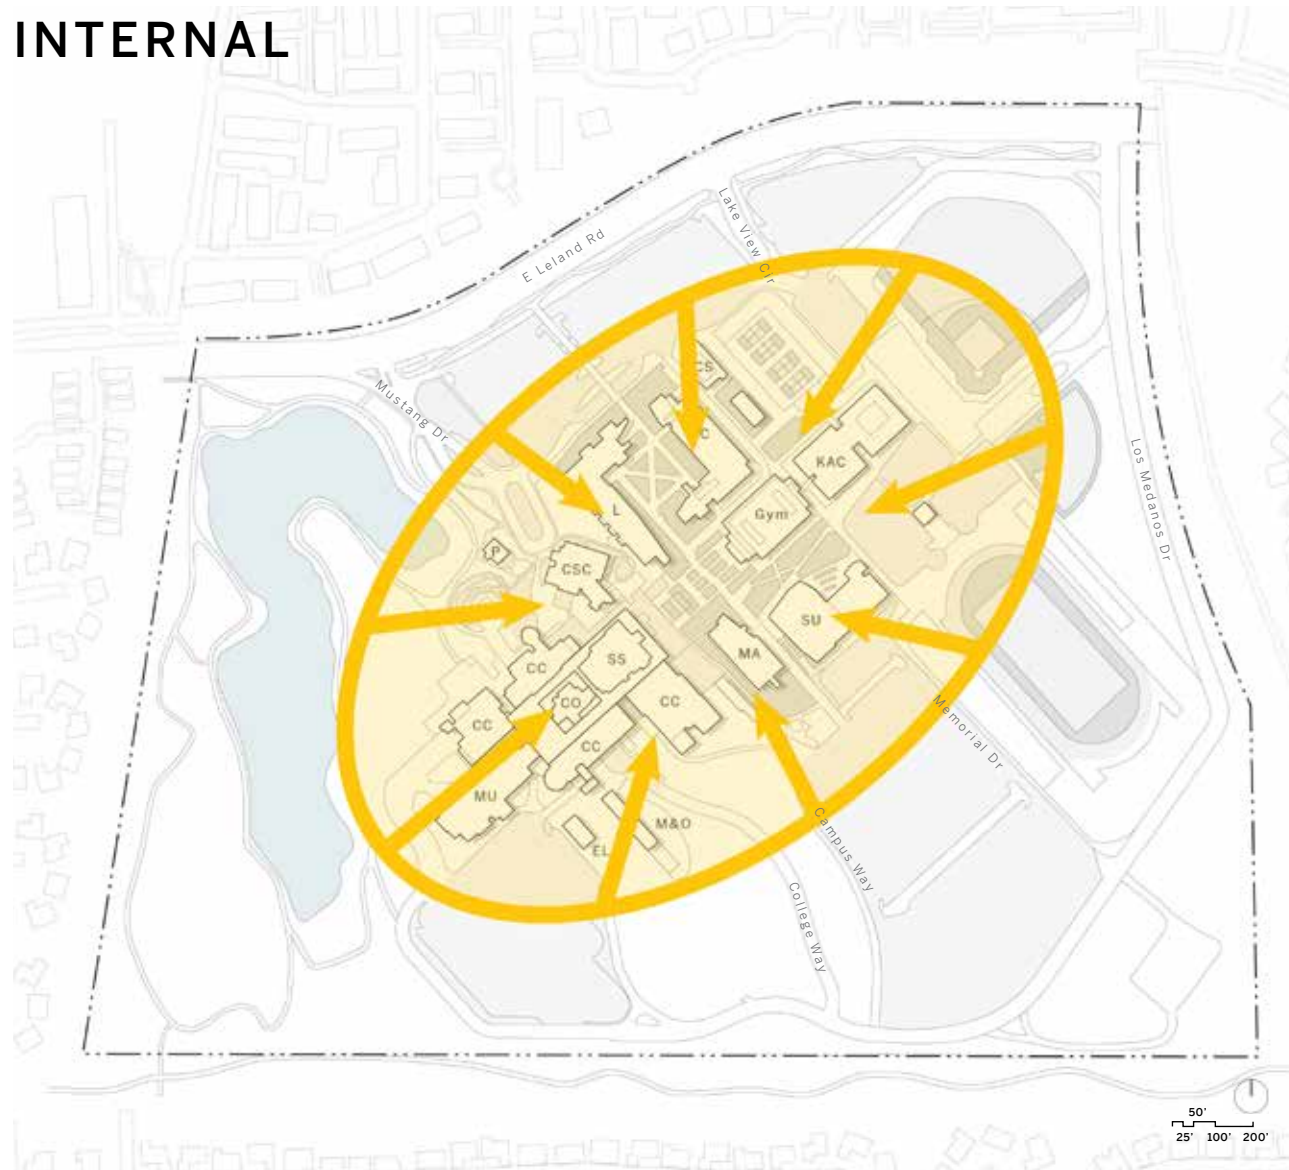 INTERNAL
Lake View Cir
E Leland Rd
Mustang Dr
CS
C
KAC
Los Medanos Dr
L
Gym
P
CSC
SU
MA
SS
CC
CO
CC
CC
CC
Memorial Dr
MU
M&O
EL
Campus Way
College Way
50'
25' 100' 200'